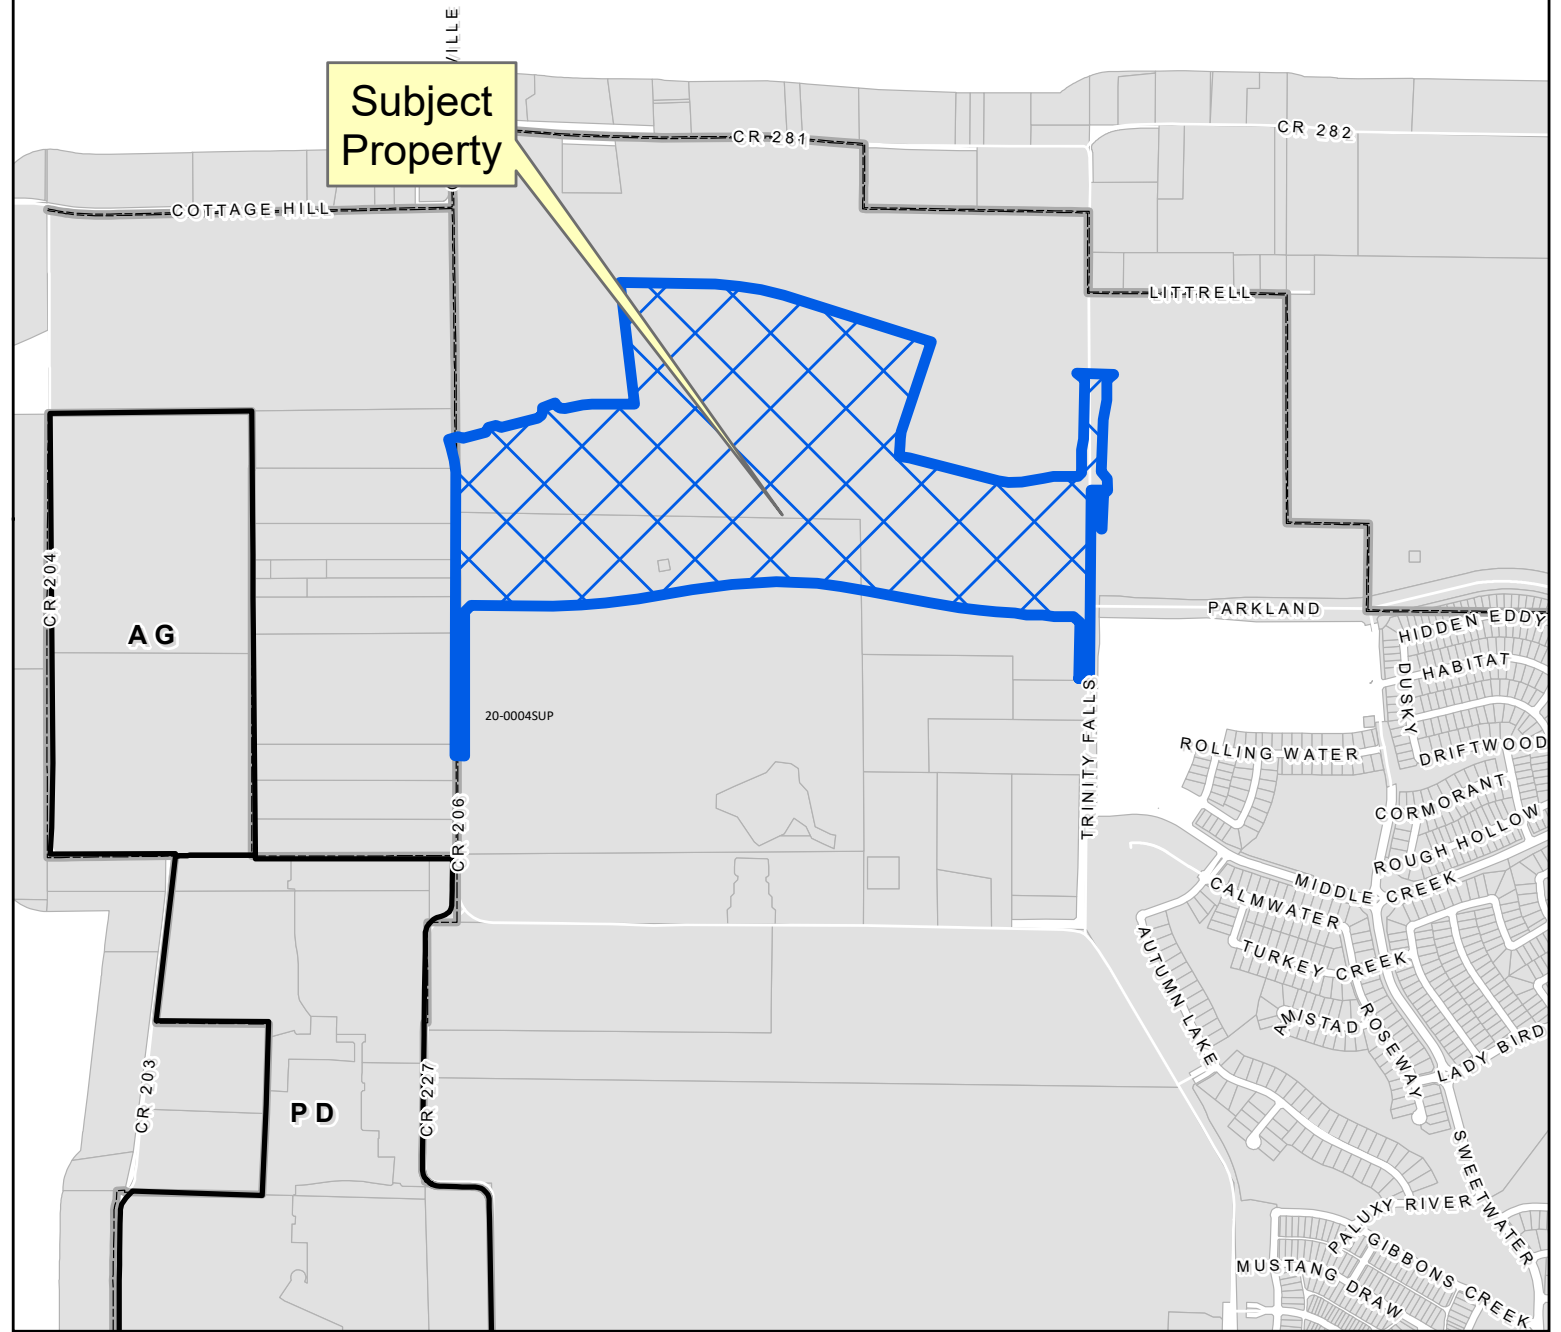 VILLE
Subject
Property
CR 281
CR 282
COTTAGE HILL
LITTRELL
CR 204
AG
PARKLAND
HIDDEN EDDY
HABITAT
DUSKY
20-0004SUP
TRINITY FALLS
ROLLING WATER
DRIFTWOOD
CORMORANT
CR 206
ROUGH HOLLOW
MIDDLE CREEK
CALMWATER
TURKEY CREEK
AUTUMN LAKE
AMISTAD
ROSEWAY
LADY BIRD
CR 203
PD
CR 227
SWEETWATER
PALUXY RIVER
GIBBONS CREEK
MUSTANG DRAW